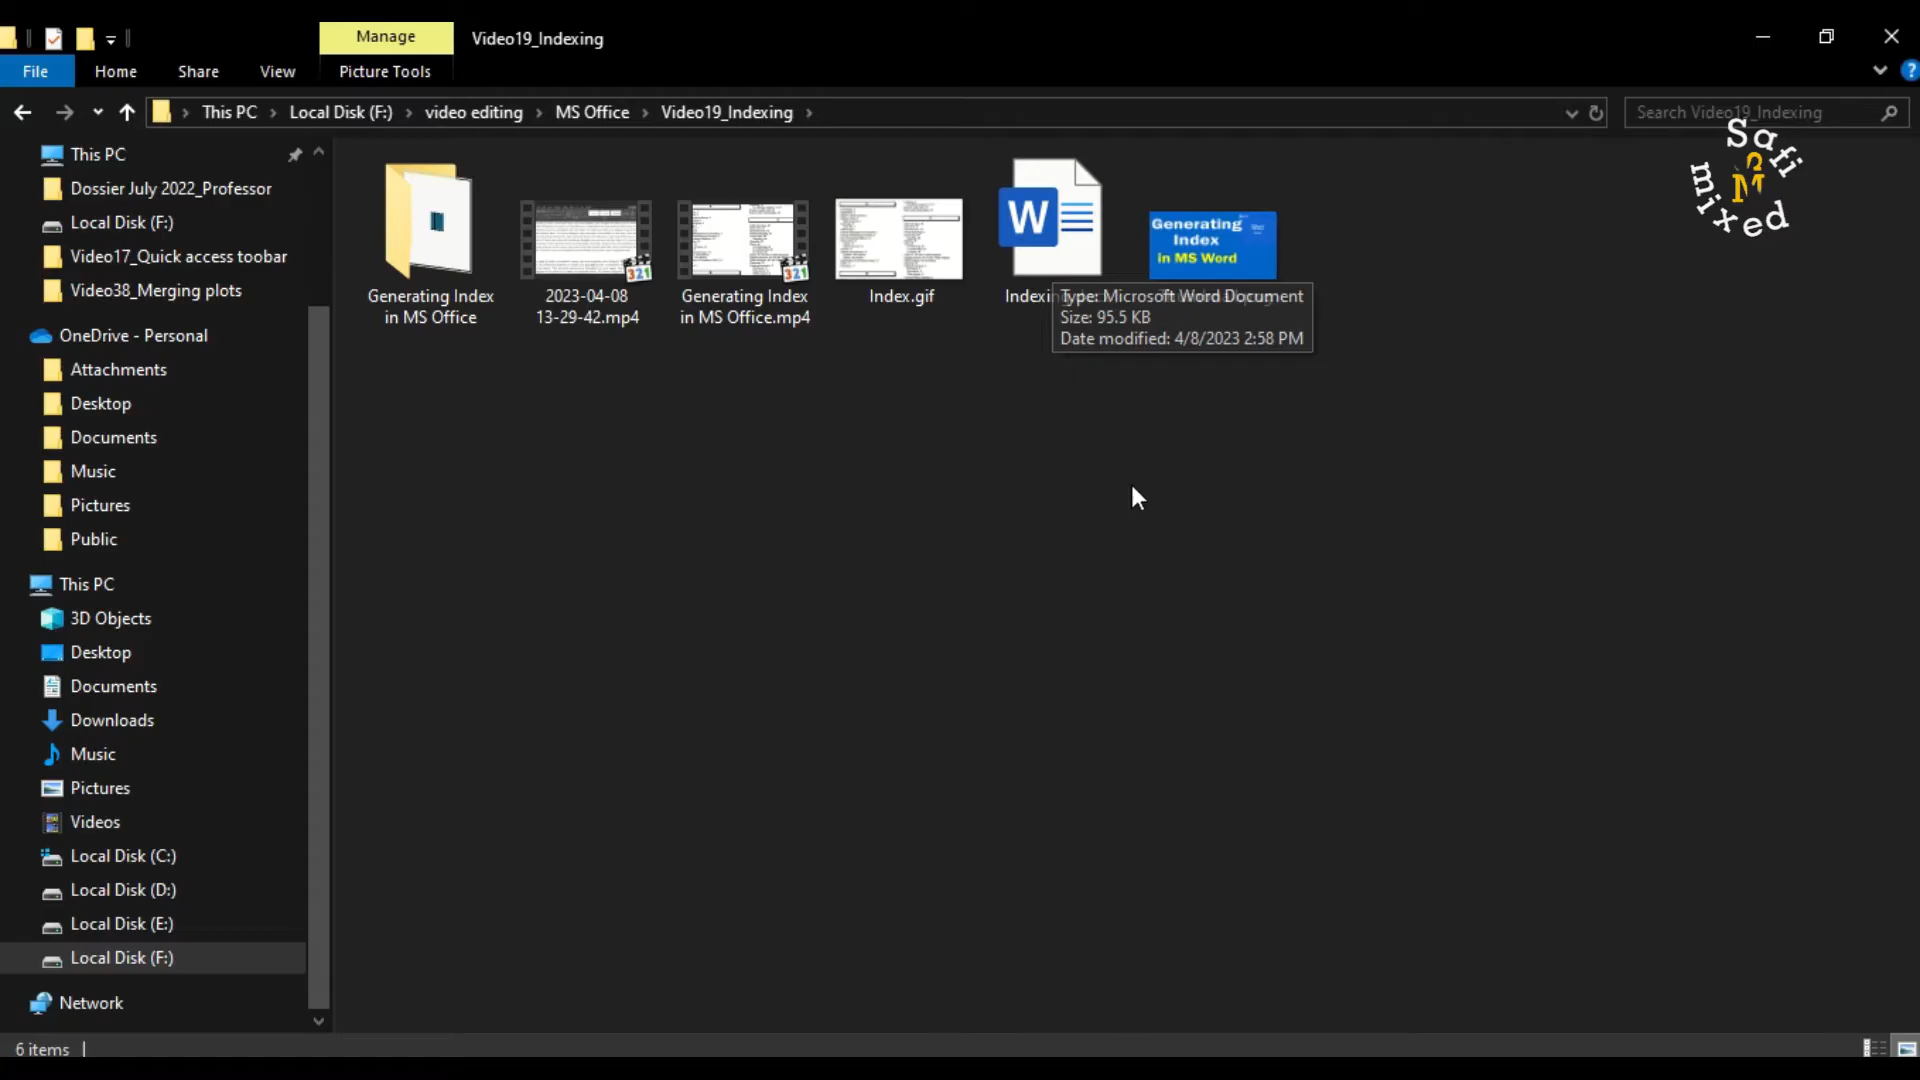 Manage
Video19_Indexing
File
Home
Share
View
Picture Tools
This PC
Local Disk (F:)
video editing
MS Office
Video19_Indexing
Search Video19_Indexing
Safi
mixed
M
This PC
Dossier July 2022_Professor
Local Disk (F:)
Video17_Quick access toobar
Video38_Merging plots
OneDrive - Personal
Attachments
Desktop
Documents
Music
Pictures
Public
This PC
3D Objects
Desktop
Documents
Downloads
Music
Pictures
Videos
Local Disk (C:)
Local Disk (D:)
Local Disk (E:)
Local Disk (F:)
Network
Generating Index
in MS Office
321
2023-04-08
13-29-42.mp4
321
Generating Index
in MS Office.mp4
Index.gif
W
Generating
Index
in MS Word
Type: Microsoft Word Document
Size: 95.5 KB
Date modified: 4/8/2023 2:58 PM
6 items